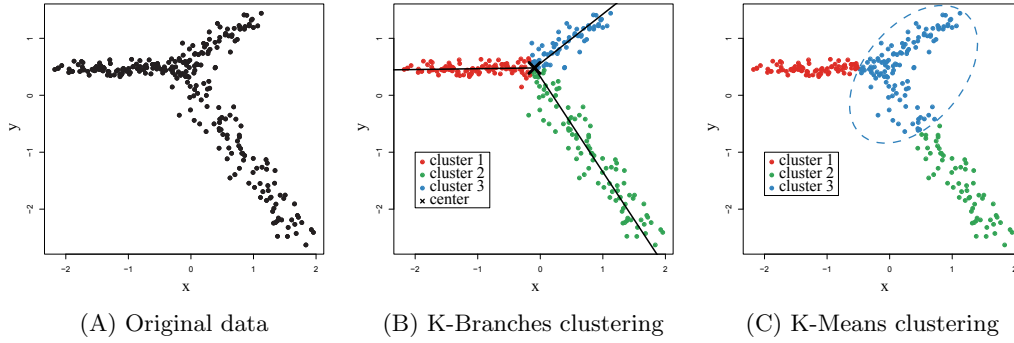 y
1
0
−1
−2
−2
−1
0
1
2
x
(A) Original data
y
1
0
−1
−2
cluster 1
cluster 2
cluster 3
center
−2
−1
0
1
2
x
(B) K-Branches clustering
y
1
0
−1
−2
cluster 1
cluster 2
cluster 3
−2
−1
0
1
2
x
(C) K-Means clustering